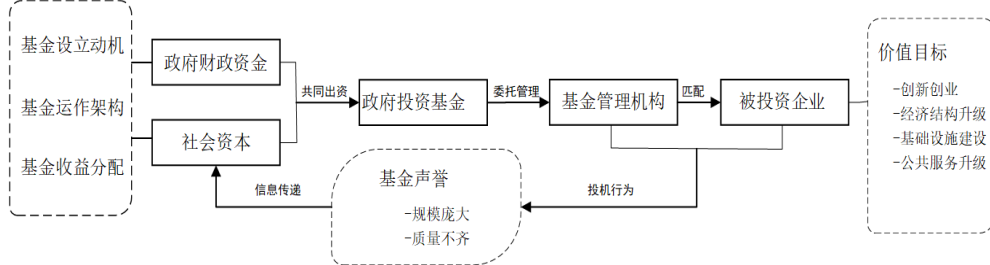 基金设立动机
基金运作架构
基金收益分配
政府财政资金
社会资本
共同出资
政府投资基金
委托管理
基金管理机构
匹配
被投资企业
价值目标
-创新创业
-经济结构升级
-基础设施建设
-公共服务升级
基金声誉
-规模庞大
-质量不齐
信息传递
投机行为